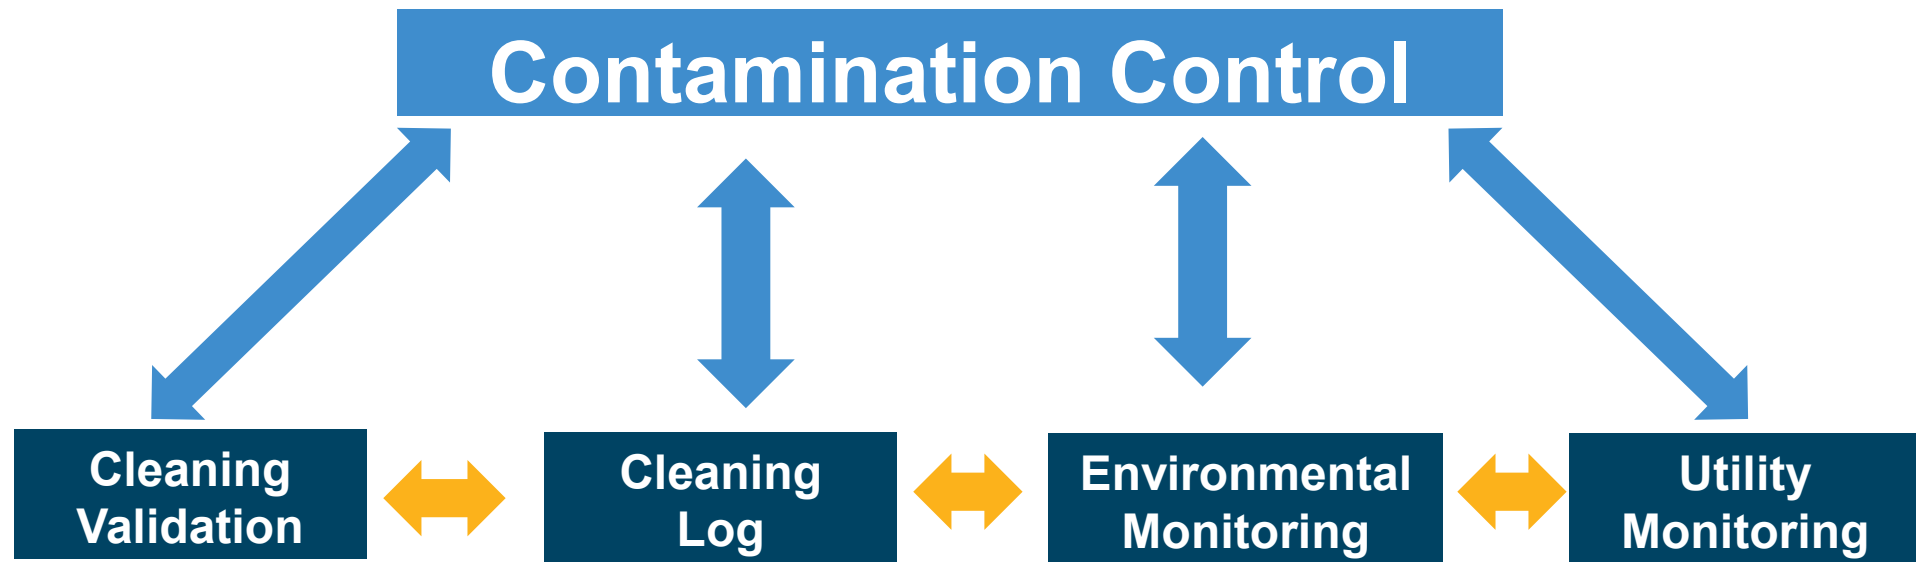 Contamination Control
Cleaning
Validation
Cleaning
Log
Environmental
Monitoring
Utility
Monitoring